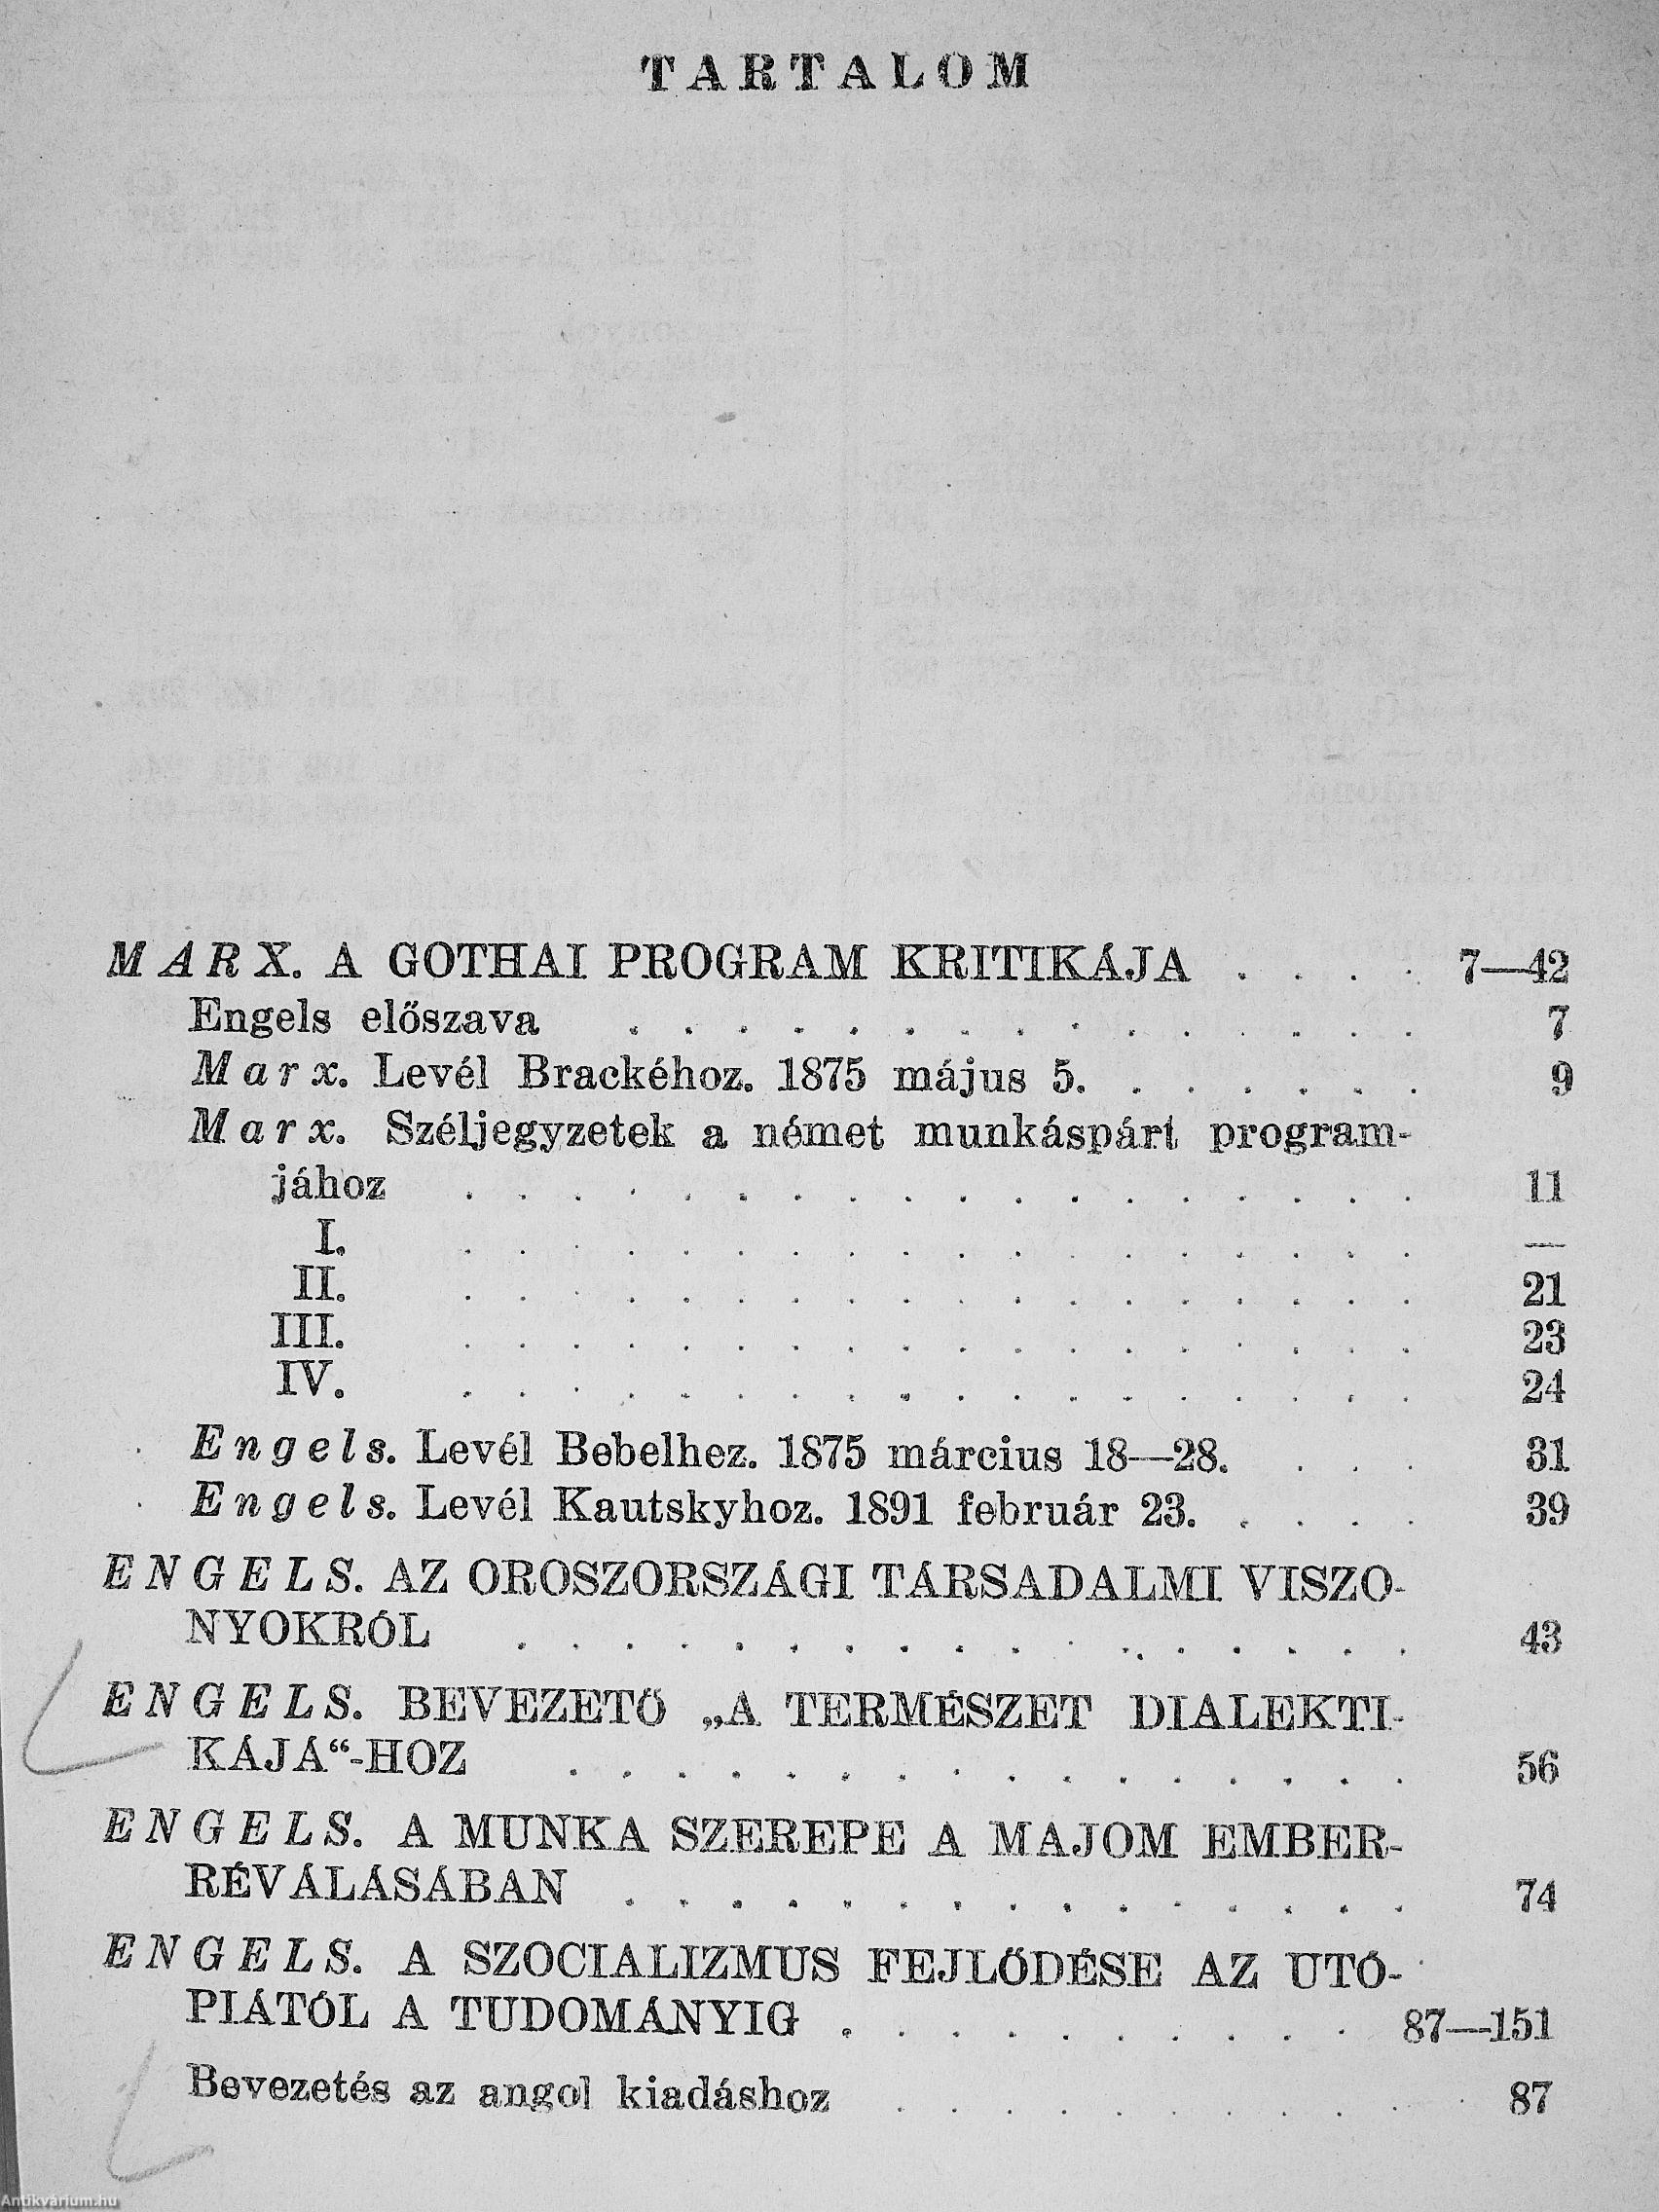 TARTALOM
MARX. A GOTHAI PROGRAM KRITIKÁJA . . . . 7—42
Engels előszava . . . . . . . . . . . . . . . 7
Marx. Levél Brackéhoz. 1875 május 5. . . . . . . 9
Marx. Széljegyzetek a német munkáspárt program-
jához . . . . . . . . . . . . . . . . . . 11
I. . . . . . . . . . . . . . . . . . . —
II. . . . . . . . . . . . . . . . . . . 21
III. . . . . . . . . . . . . . . . . . . 23
IV. . . . . . . . . . . . . . . . . . . 24
Engels. Levél Bebelhez. 1875 március 18—28. . . . 31
Engels. Levél Kautskyhoz. 1891 február 23. . . . . 39
ENGELS. AZ OROSZORSZÁGI TÁRSADALMI VISZO-
NYOKRÓL . . . . . . . . . . . . . . . . . 43
ENGELS. BEVEZETŐ „A TERMÉSZET DIALEKTI-
KÁJÁ“-HOZ . . . . . . . . . . . . . . . . 56
ENGELS. A MUNKA SZEREPE A MAJOM EMBER-
RÉVÁLÁSÁBAN . . . . . . . . . . . . . . . 74
ENGELS. A SZOCIALIZMUS FEJLŐDÉSE AZ UTÓ-
PIÁTÓL A TUDOMÁNYIG . . . . . . . . . . 87—151
Bevezetés az angol kiadáshoz . . . . . . . . . . 87
Antikvárium.hu